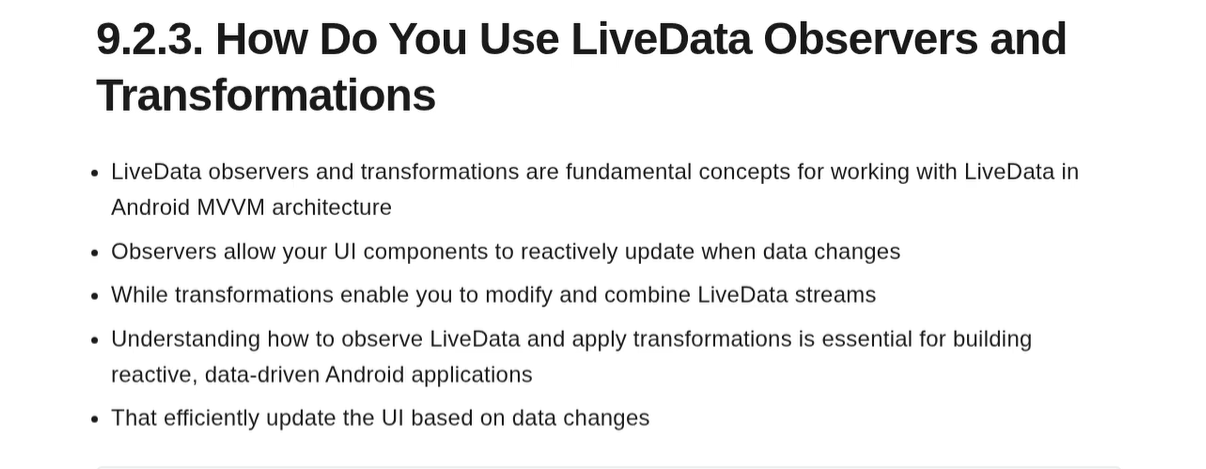 9.2.3. How Do You Use LiveData Observers and
Transformations
• LiveData observers and transformations are fundamental concepts for working with LiveData in
Android MVVM architecture
• Observers allow your UI components to reactively update when data changes
• While transformations enable you to modify and combine LiveData streams
• Understanding how to observe LiveData and apply transformations is essential for building
reactive, data-driven Android applications
• That efficiently update the UI based on data changes